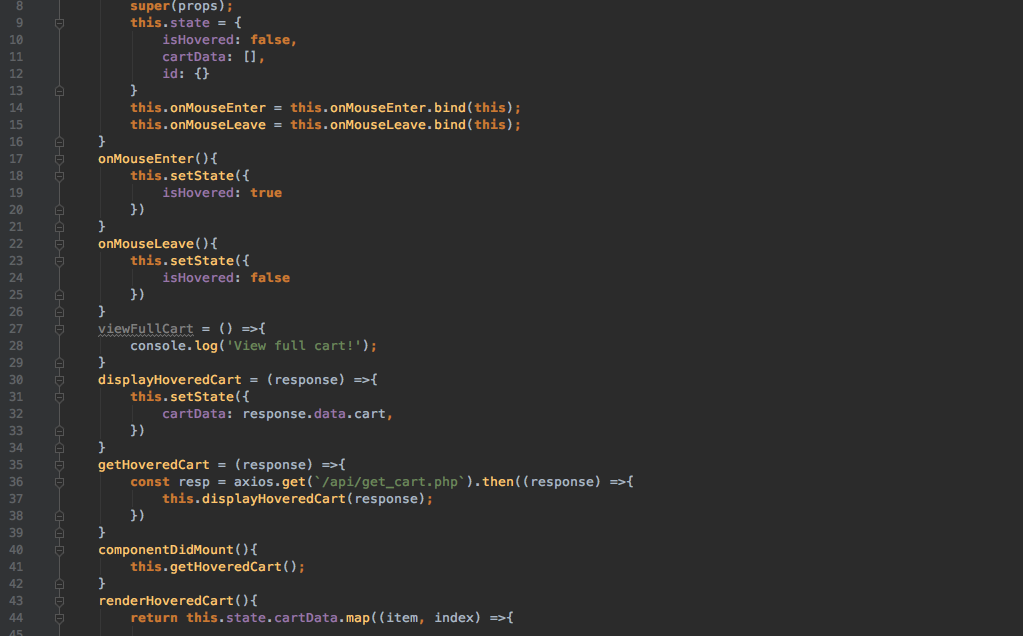 8 super(props);
9 this.state = {
10 isHovered: false,
11 cartData: [],
12 id: {}
13 }
14 this.onMouseEnter = this.onMouseEnter.bind(this);
15 this.onMouseLeave = this.onMouseLeave.bind(this);
16 }
17 onMouseEnter(){
18 this.setState({
19 isHovered: true
20 })
21 }
22 onMouseLeave(){
23 this.setState({
24 isHovered: false
25 })
26 }
27 viewFullCart = () =>{
28 console.log('View full cart!');
29 }
30 displayHoveredCart = (response) =>{
31 this.setState({
32 cartData: response.data.cart,
33 })
34 }
35 getHoveredCart = (response) =>{
36 const resp = axios.get(`/api/get_cart.php`).then((response) =>{
37 this.displayHoveredCart(response);
38 })
39 }
40 componentDidMount(){
41 this.getHoveredCart();
42 }
43 renderHoveredCart(){
44 return this.state.cartData.map((item, index) =>{
45